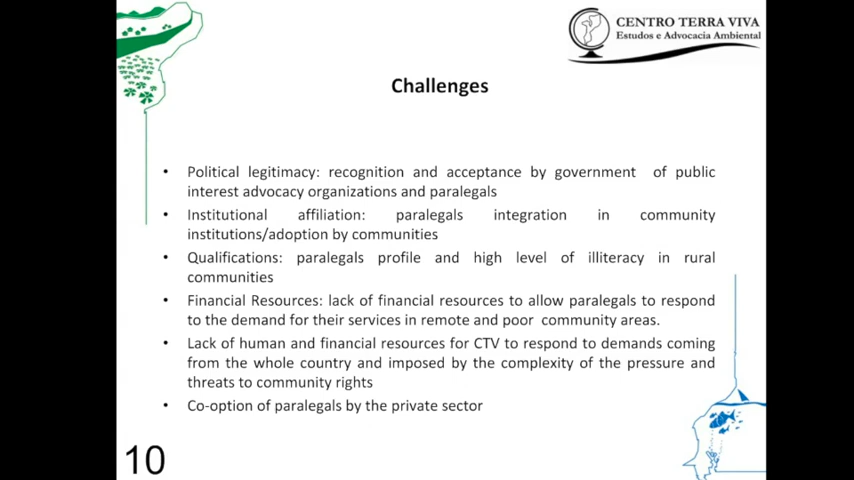 CENTRO TERRA VIVA
Estudos e Advocacia Ambiental
Challenges
• Political legitimacy: recognition and acceptance by government of public
interest advocacy organizations and paralegals
• Institutional affiliation: paralegals integration in community
institutions/adoption by communities
• Qualifications: paralegals profile and high level of illiteracy in rural
communities
• Financial Resources: lack of financial resources to allow paralegals to respond
to the demand for their services in remote and poor community areas.
• Lack of human and financial resources for CTV to respond to demands coming
from the whole country and imposed by the complexity of the pressure and
threats to community rights
• Co-option of paralegals by the private sector
10